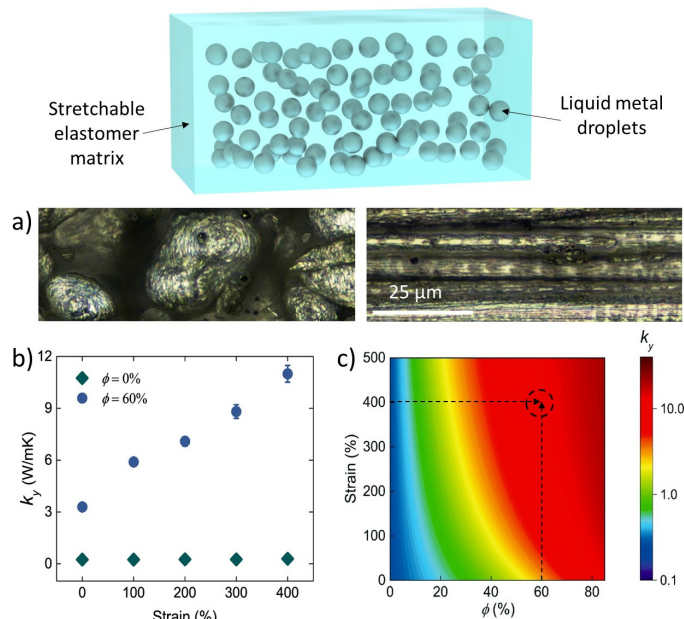 Stretchable
elastomer
matrix
Liquid metal
droplets
a)
25 µm
b)
12
9
6
3
0
k_y (W/mK)
ϕ = 0%
ϕ = 60%
0
100
200
300
400
Strain (%)
c)
500
400
300
200
100
0
Strain (%)
0
20
40
60
80
ϕ (%)
k_y
10.0
1.0
0.1